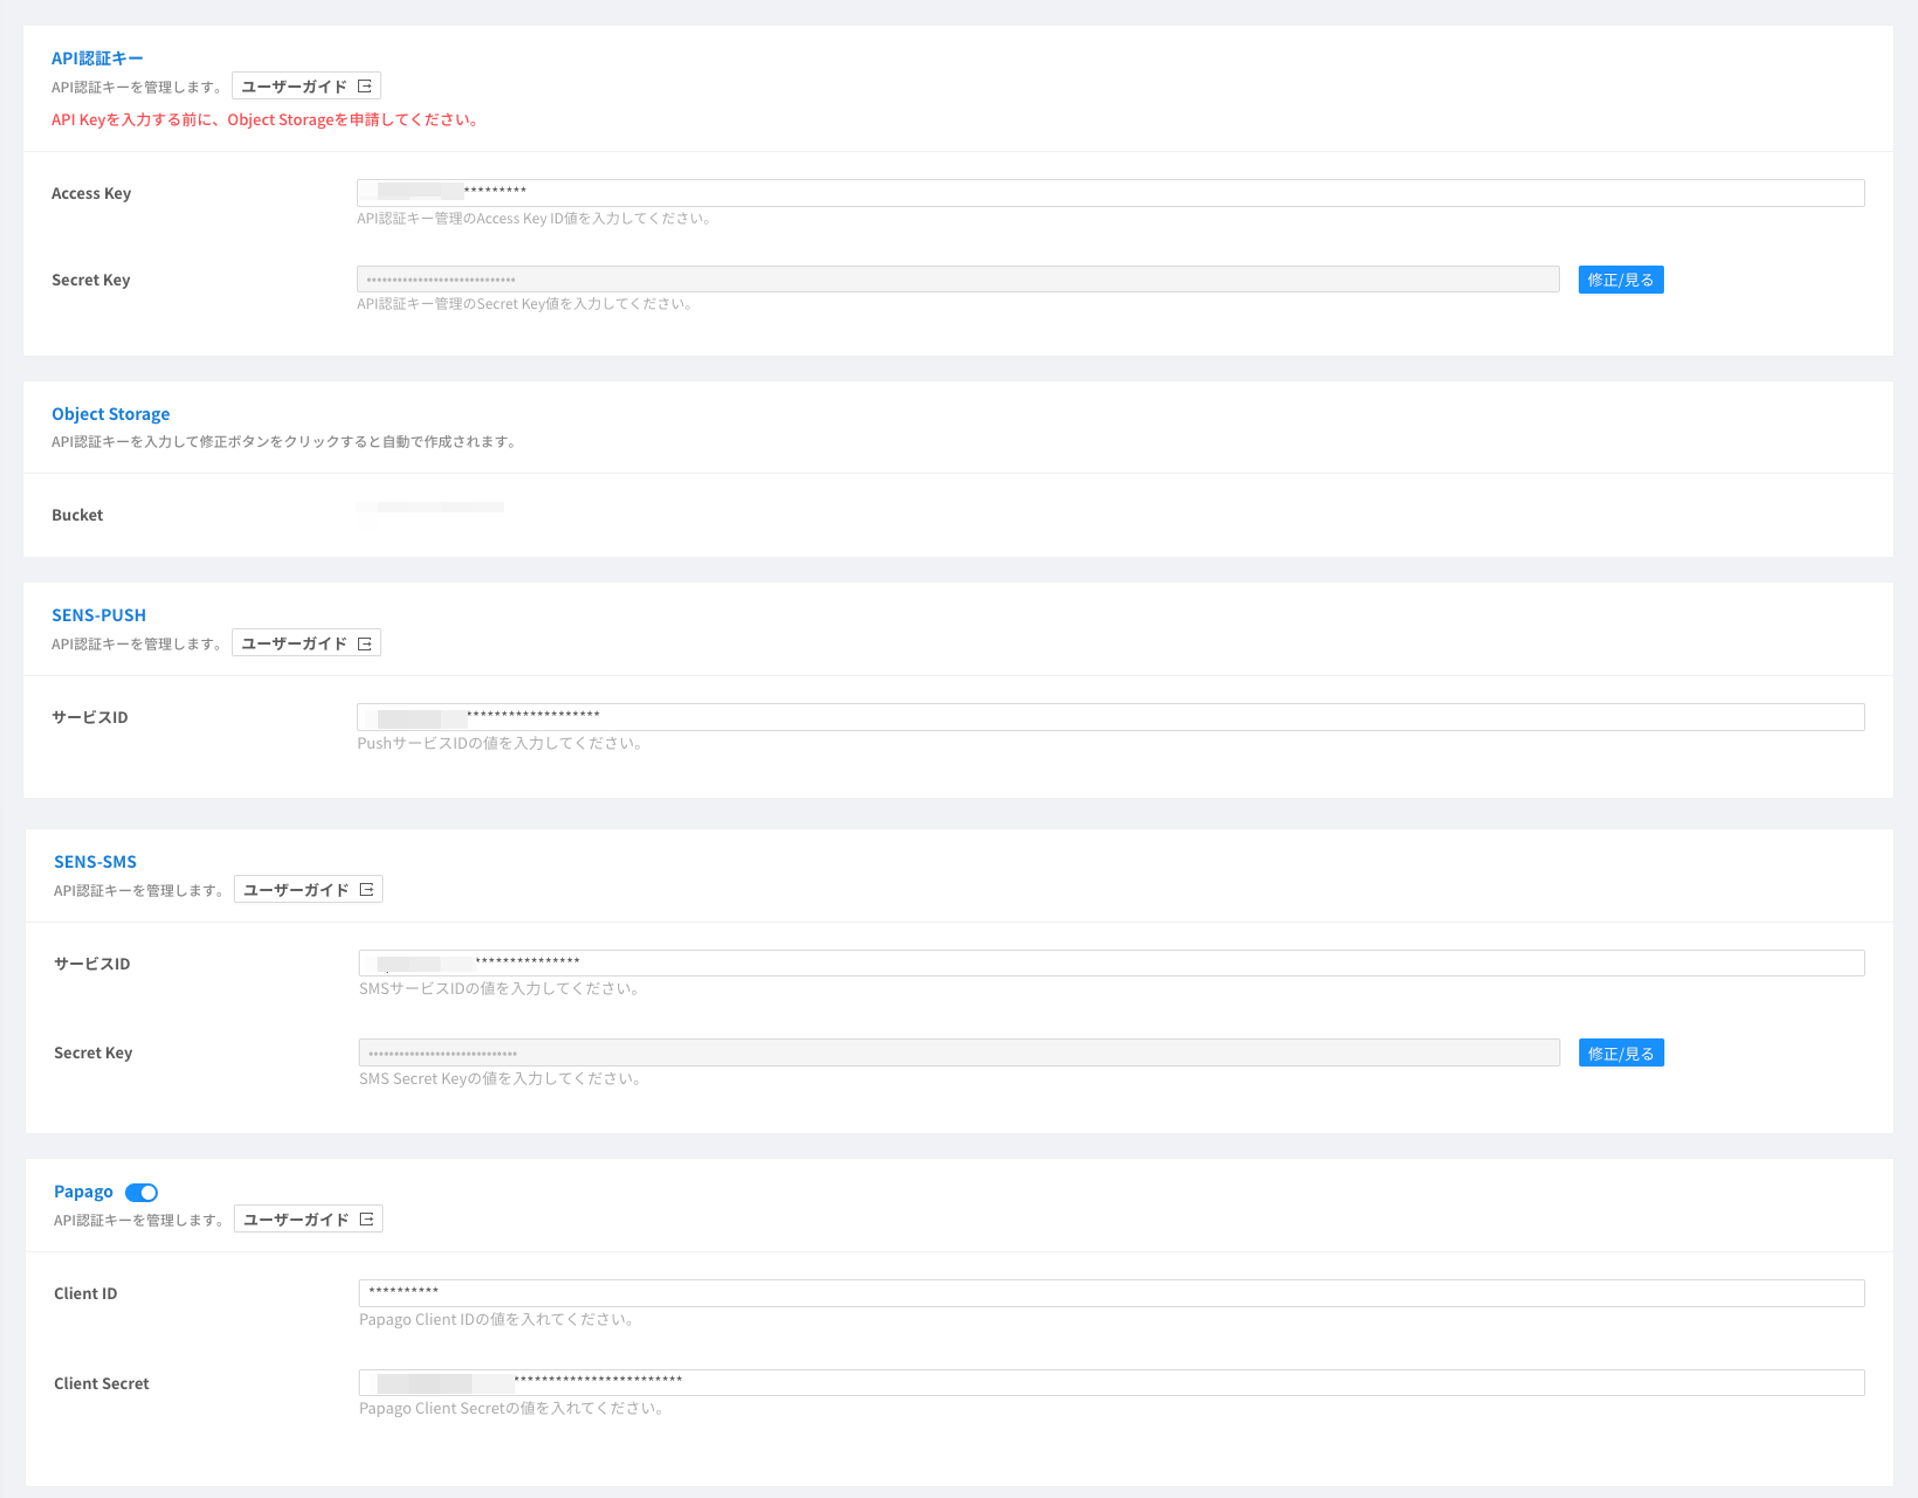 API認証キー
API認証キーを管理します。 ユーザーガイド
API Keyを入力する前に、Object Storageを申請してください。
Access Key *********
API認証キー管理のAccess Key ID値を入力してください。
Secret Key ······························ 修正/見る
API認証キー管理のSecret Key値を入力してください。
Object Storage
API認証キーを入力して修正ボタンをクリックすると自動で作成されます。
Bucket
SENS-PUSH
API認証キーを管理します。 ユーザーガイド
サービスID *******************
PushサービスIDの値を入力してください。
SENS-SMS
API認証キーを管理します。 ユーザーガイド
サービスID ***************
SMSサービスIDの値を入力してください。
Secret Key ······························ 修正/見る
SMS Secret Keyの値を入力してください。
Papago
API認証キーを管理します。 ユーザーガイド
Client ID **********
Papago Client IDの値を入れてください。
Client Secret ************************
Papago Client Secretの値を入れてください。